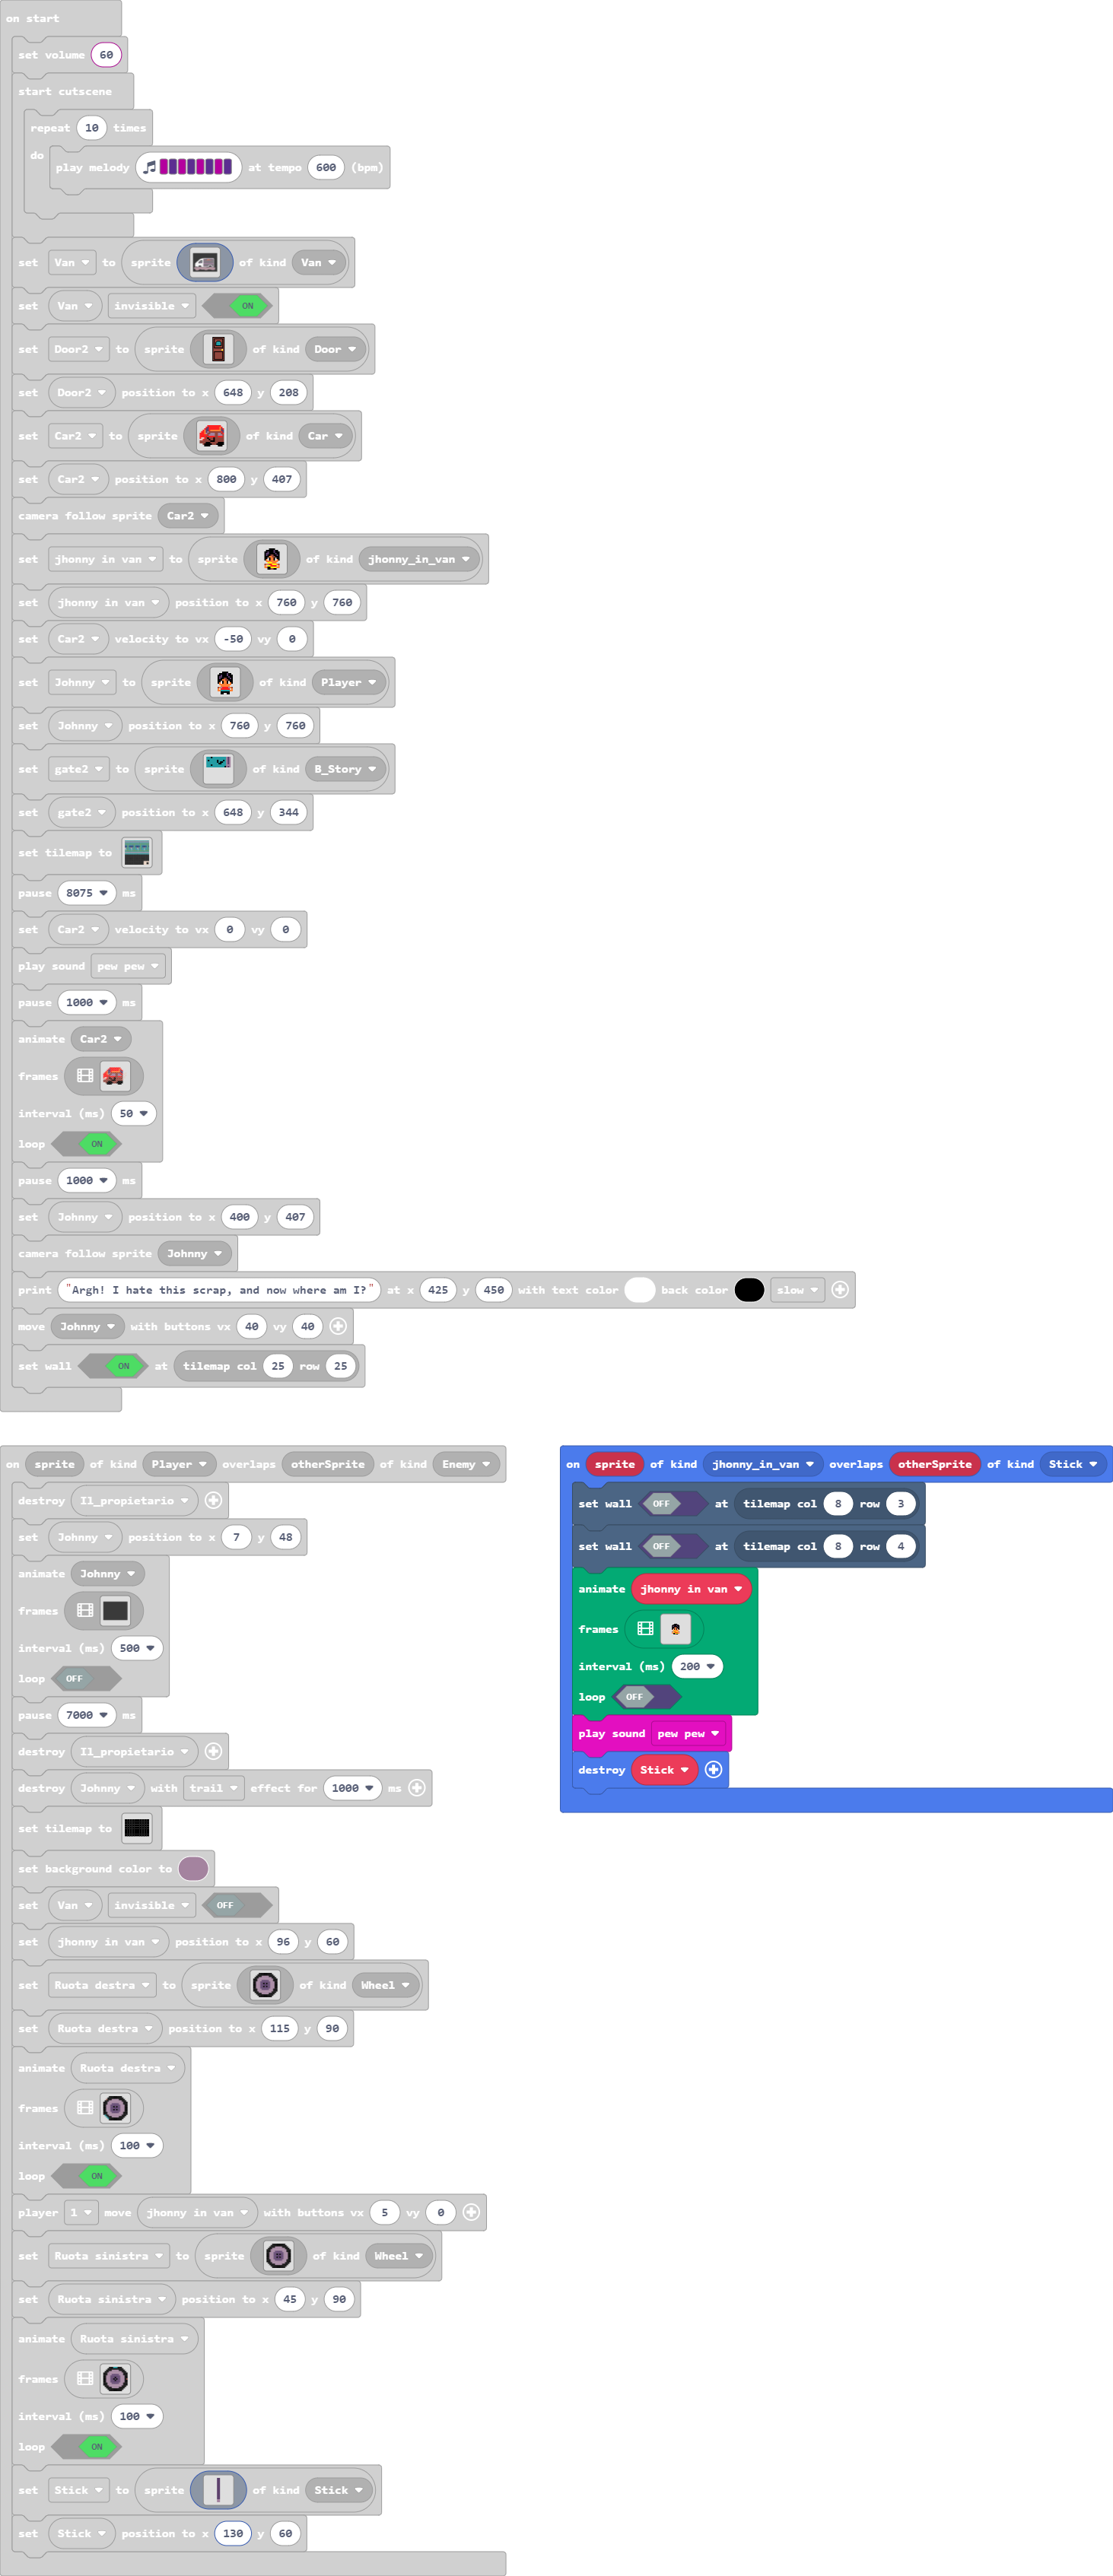 on start
set volume 60
start cutscene
repeat 10 times
do play melody at tempo 600 (bpm)
set Van to sprite of kind Van
set Van invisible ON
set Door2 to sprite of kind Door
set Door2 position to x 648 y 208
set Car2 to sprite of kind Car
set Car2 position to x 800 y 407
camera follow sprite Car2
set jhonny in van to sprite of kind jhonny_in_van
set jhonny in van position to x 760 y 760
set Car2 velocity to vx -50 vy 0
set Johnny to sprite of kind Player
set Johnny position to x 760 y 760
set gate2 to sprite of kind B_Story
set gate2 position to x 648 y 344
set tilemap to
pause 8075 ms
set Car2 velocity to vx 0 vy 0
play sound pew pew
pause 1000 ms
animate Car2
frames
interval (ms) 50
loop ON
pause 1000 ms
set Johnny position to x 400 y 407
camera follow sprite Johnny
print "Argh! I hate this scrap, and now where am I?" at x 425 y 450 with text color back color slow
move Johnny with buttons vx 40 vy 40
set wall ON at tilemap col 25 row 25
on sprite of kind Player overlaps otherSprite of kind Enemy
destroy Il_propietario
set Johnny position to x 7 y 48
animate Johnny
frames
interval (ms) 500
loop OFF
pause 7000 ms
destroy Il_propietario
destroy Johnny with trail effect for 1000 ms
set tilemap to
set background color to
set Van invisible OFF
set jhonny in van position to x 96 y 60
set Ruota destra to sprite of kind Wheel
set Ruota destra position to x 115 y 90
animate Ruota destra
frames
interval (ms) 100
loop ON
player 1 move jhonny in van with buttons vx 5 vy 0
set Ruota sinistra to sprite of kind Wheel
set Ruota sinistra position to x 45 y 90
animate Ruota sinistra
frames
interval (ms) 100
loop ON
set Stick to sprite of kind Stick
set Stick position to x 130 y 60
on sprite of kind jhonny_in_van overlaps otherSprite of kind Stick
set wall OFF at tilemap col 8 row 3
set wall OFF at tilemap col 8 row 4
animate jhonny in van
frames
interval (ms) 200
loop OFF
play sound pew pew
destroy Stick